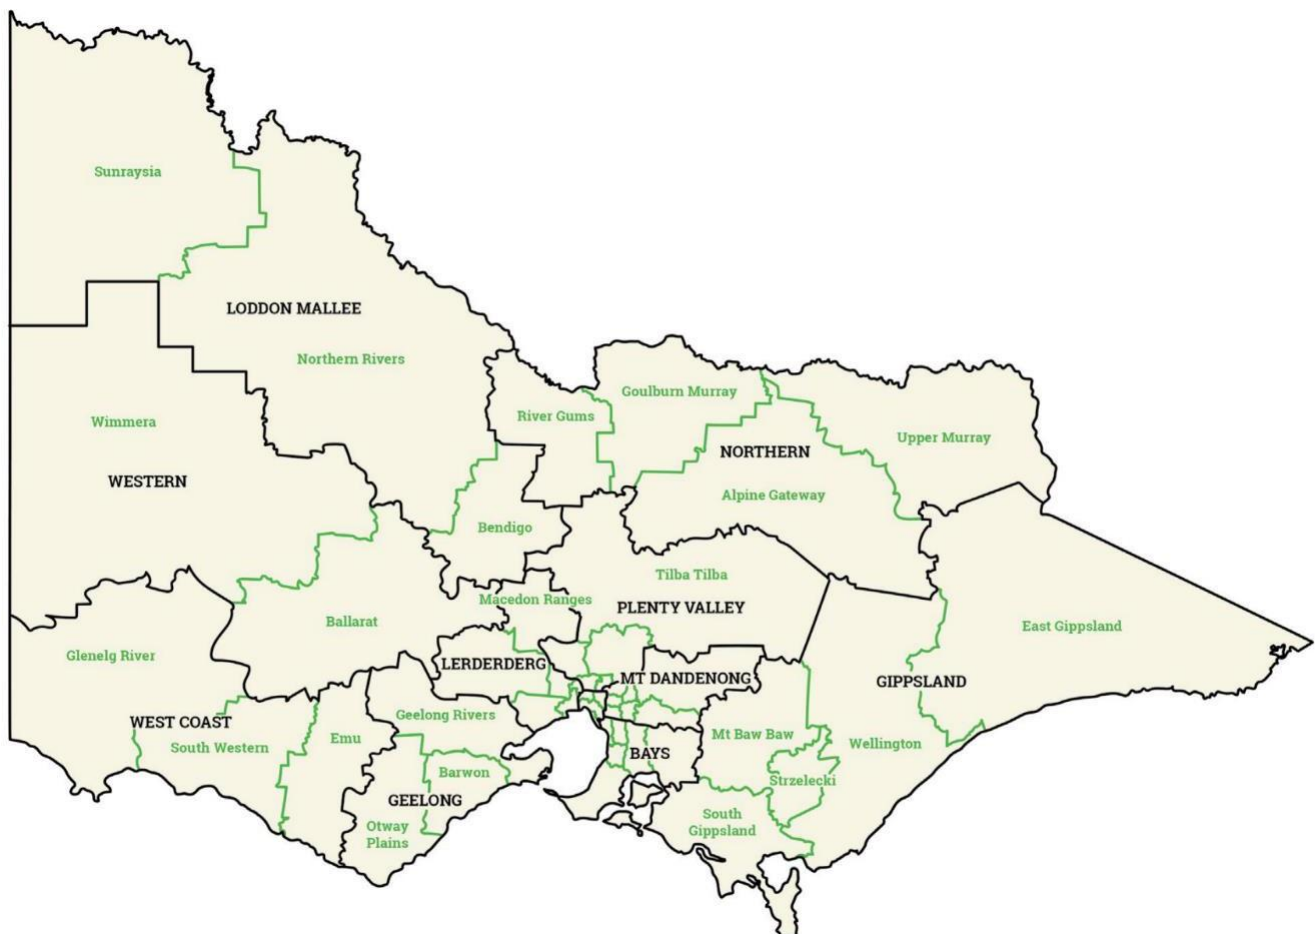 Sunraysia
LODDON MALLEE
Northern Rivers
Goulburn Murray
River Gums
Wimmera
Upper Murray
NORTHERN
WESTERN
Alpine Gateway
Bendigo
Tilba Tilba
Macedon Ranges
PLENTY VALLEY
Ballarat
East Gippsland
Glenelg River
LERDERDERG
MT DANDENONG
GIPPSLAND
Geelong Rivers
WEST COAST
South Western
Emu
Mt Baw Baw
Wellington
BAYS
Barwon
Strzelecki
GEELONG
South
Gippsland
Otway
Plains